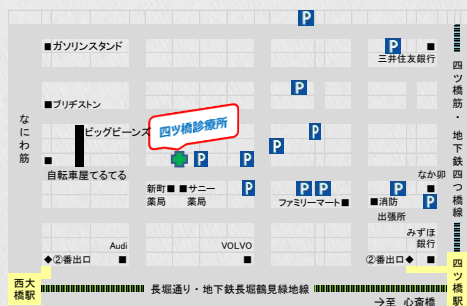 P
■ガソリンスタンド
P
■
三井住友銀行
四ツ橋筋・地下鉄四つ橋線
P
■ブリヂストン
なにわ筋
ビッグビーンズ
四ツ橋診療所
P
P
■
P
P
自転車屋てるてる
なか卯
新町■
薬局
■サニー
薬局
P
P
P
ファミリーマート■
P
■消防
出張所
■
P
みずほ
銀行
Audi
VOLVO
◆②番出口
■
■
②番出口◆
■
西大橋駅
長堀通り・地下鉄長堀鶴見緑地線
四ツ橋駅
→至 心斎橋